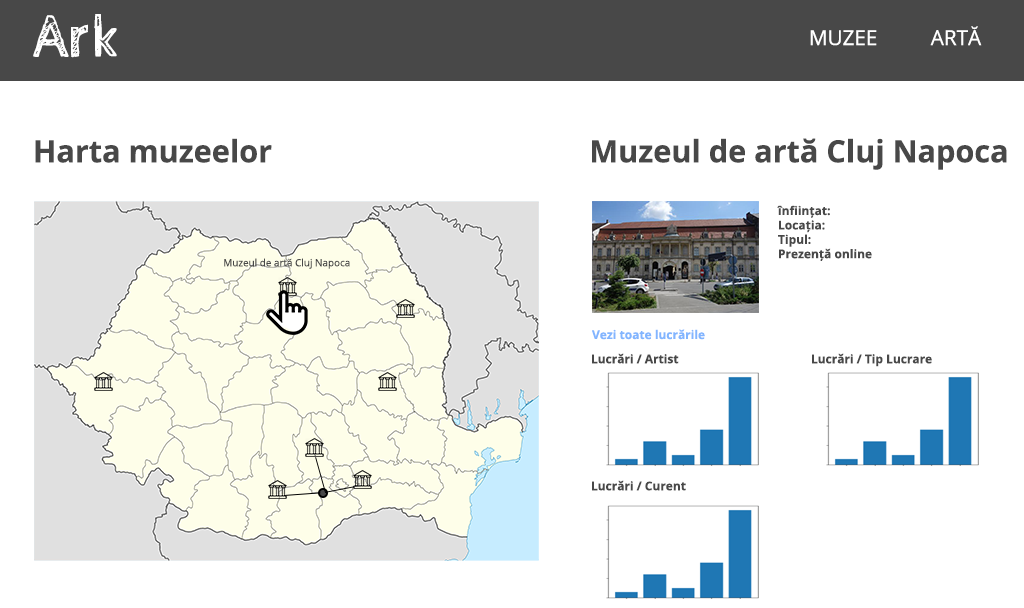 Ark
MUZEE
ARTĂ
Harta muzeelor
Muzeul de artă Cluj Napoca
Muzeul de artă Cluj Napoca
înființat:
Locația:
Tipul:
Prezență online
Vezi toate lucrările
Lucrări / Artist
Lucrări / Tip Lucrare
Lucrări / Curent